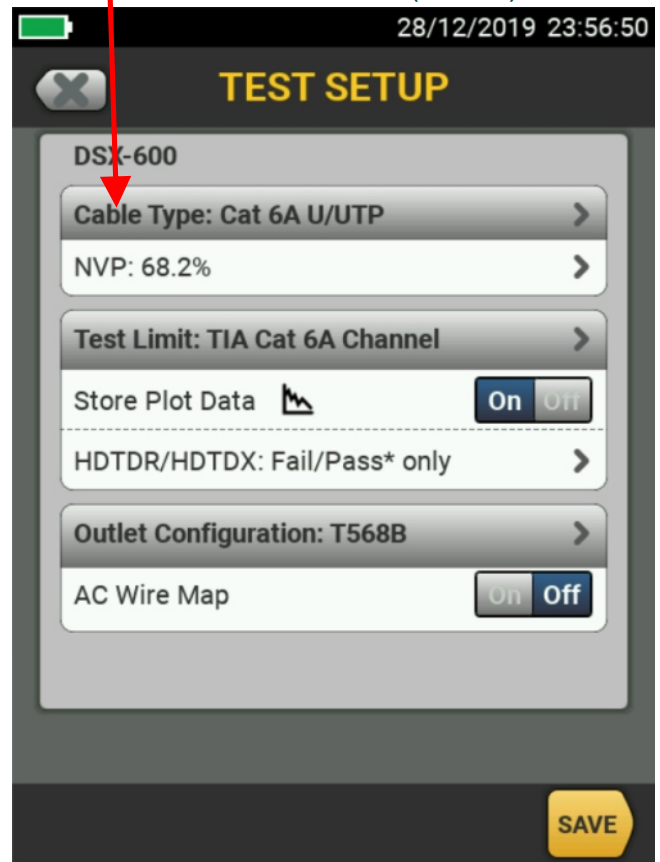 28/12/2019 23:56:50
TEST SETUP
DSX-600
Cable Type: Cat 6A U/UTP
NVP: 68.2%
Test Limit: TIA Cat 6A Channel
Store Plot Data On Off
HDTDR/HDTDX: Fail/Pass* only
Outlet Configuration: T568B
AC Wire Map On Off
SAVE